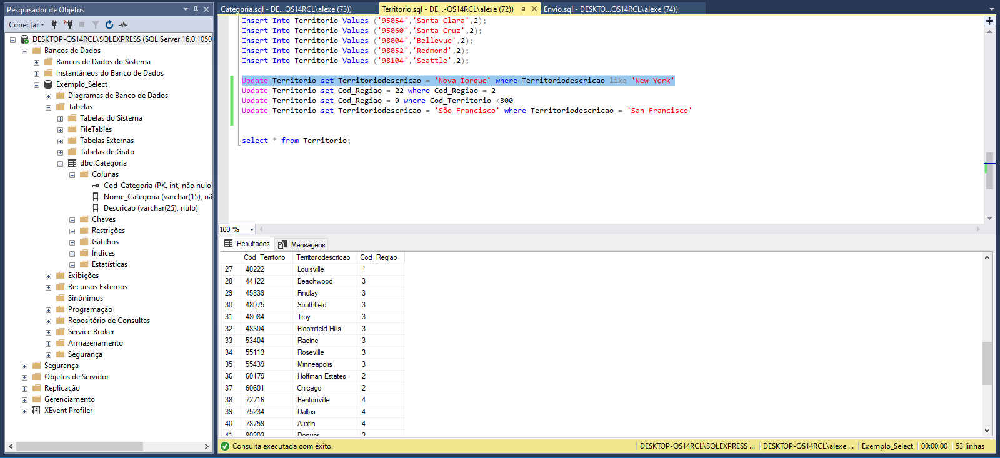 Pesquisador de Objetos
Conectar
DESKTOP-QS14RCL\SQLEXPRESS (SQL Server 16.0.1050
Bancos de Dados
Bancos de Dados do Sistema
Instantâneos do Banco de Dados
Exemplo_Select
Diagramas de Banco de Dados
Tabelas
Tabelas do Sistema
FileTables
Tabelas Externas
Tabelas de Grafo
dbo.Categoria
Colunas
Cod_Categoria (PK, int, não nulo)
Nome_Categoria (varchar(15), nã
Descricao (varchar(25), nulo)
Chaves
Restrições
Gatilhos
Índices
Estatísticas
Exibições
Recursos Externos
Sinônimos
Programação
Repositório de Consultas
Service Broker
Armazenamento
Segurança
Segurança
Objetos de Servidor
Replicação
Gerenciamento
XEvent Profiler
Categoria.sql - DE...QS14RCL\alexe (73))
Territorio.sql - DE...-QS14RCL\alexe (72))
Envio.sql - DESKTO...QS14RCL\alexe (74))
Insert Into Territorio Values ('95054','Santa Clara',2);
Insert Into Territorio Values ('95060','Santa Cruz',2);
Insert Into Territorio Values ('98004','Bellevue',2);
Insert Into Territorio Values ('98052','Redmond',2);
Insert Into Territorio Values ('98104','Seattle',2);
Update Territorio set Territoriodescricao = 'Nova Iorque' where Territoriodescricao like 'New York'
Update Territorio set Cod_Regiao = 22 where Cod_Regiao = 2
Update Territorio set Cod_Regiao = 9 where Cod_Territorio <300
Update Territorio set Territoriodescricao = 'São Francisco' where Territoriodescricao = 'San Francisco'
select * from Territorio;
100 %
Resultados
Mensagens
Cod_Territorio Territoriodescricao Cod_Regiao
27 40222 Louisville 1
28 44122 Beachwood 3
29 45839 Findlay 3
30 48075 Southfield 3
31 48084 Troy 3
32 48304 Bloomfield Hills 3
33 53404 Racine 3
34 55113 Roseville 3
35 55439 Minneapolis 3
36 60179 Hoffman Estates 2
37 60601 Chicago 2
38 72716 Bentonville 4
39 75234 Dallas 4
40 78759 Austin 4
41 80202 Denver 2
Consulta executada com êxito.
DESKTOP-QS14RCL\SQLEXPRESS ...
DESKTOP-QS14RCL\alexe ...
Exemplo_Select
00:00:00
53 linhas